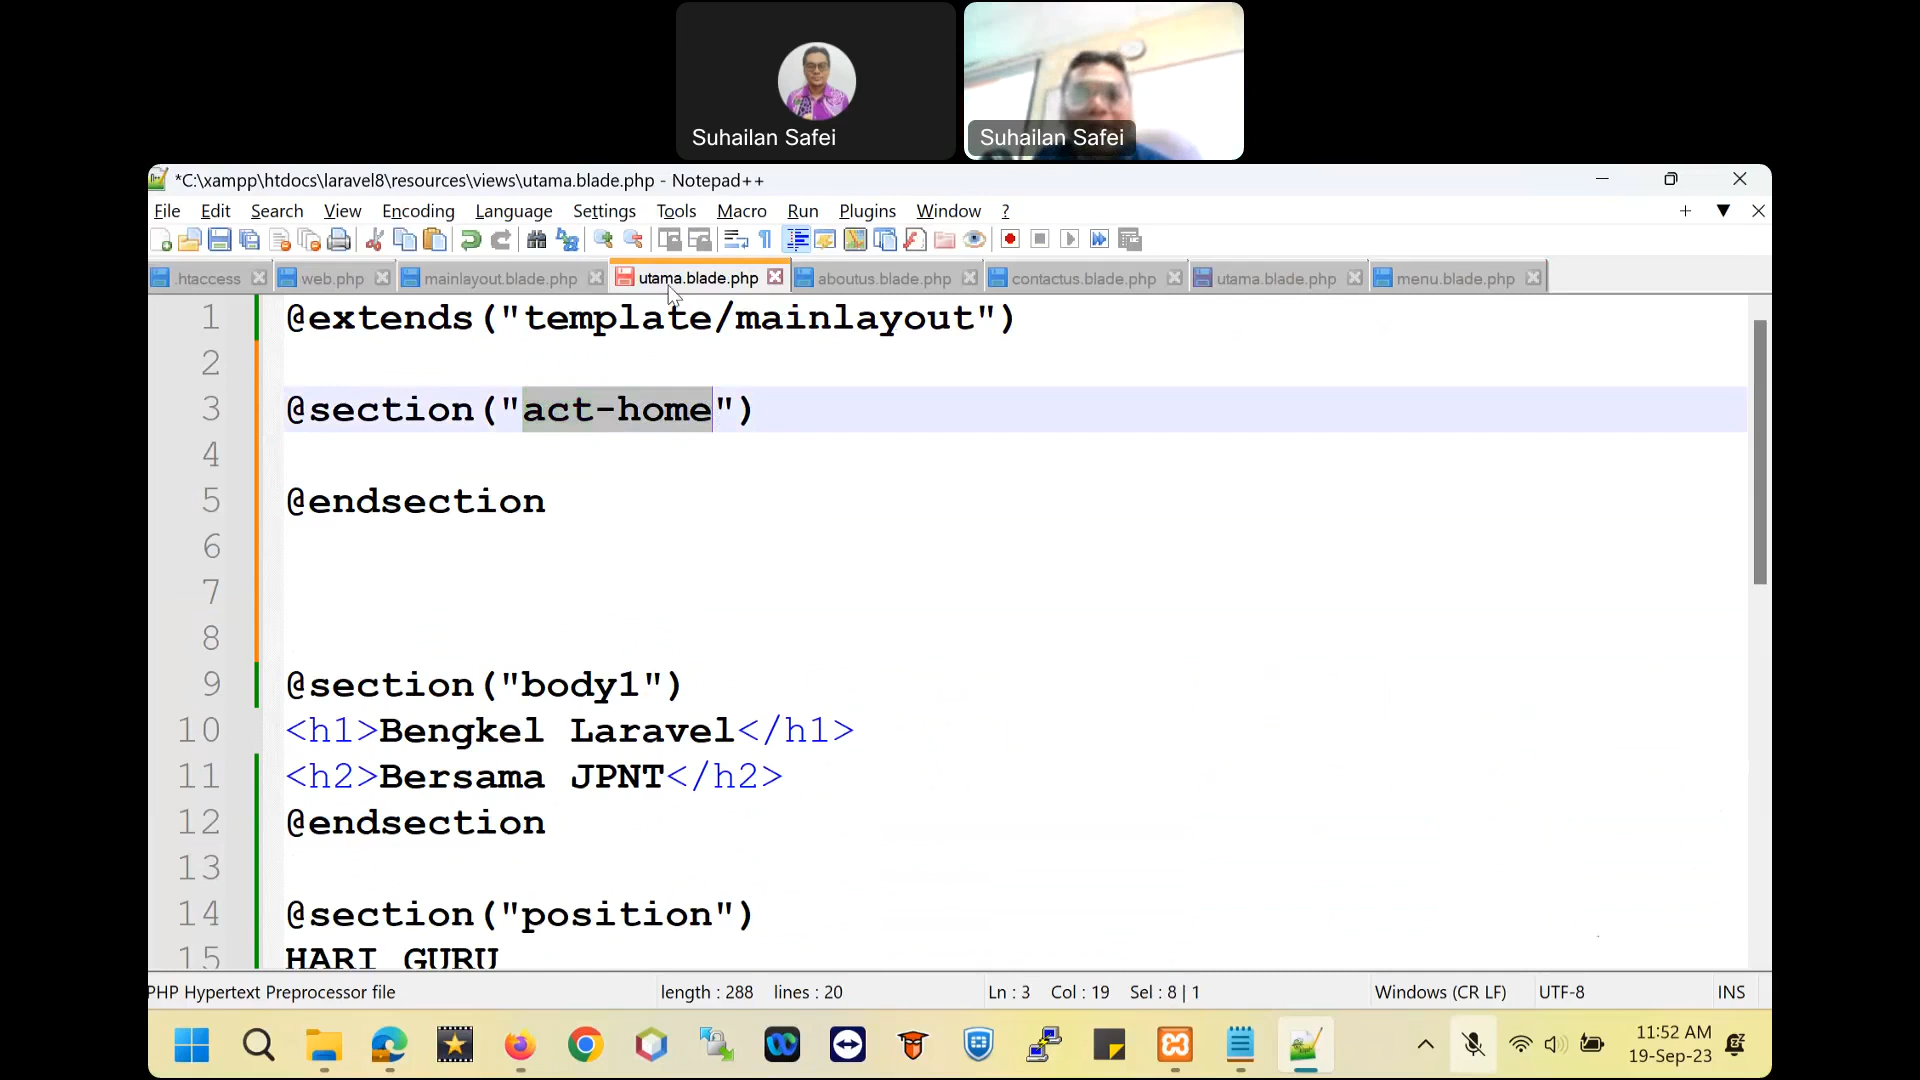 Suhailan Safei
Suhailan Safei
*C:\xampp\htdocs\laravel8\resources\views\utama.blade.php - Notepad++
File Edit Search View Encoding Language Settings Tools Macro Run Plugins Window ?
.htaccess web.php mainlayout.blade.php utama.blade.php aboutus.blade.php contactus.blade.php utama.blade.php menu.blade.php
1 @extends("template/mainlayout")
2
3 @section("act-home")
4
5 @endsection
6
7
8
9 @section("body1")
10 <h1>Bengkel Laravel</h1>
11 <h2>Bersama JPNT</h2>
12 @endsection
13
14 @section("position")
15 HARI GURU
PHP Hypertext Preprocessor file length : 288 lines : 20 Ln : 3 Col : 19 Sel : 8 | 1 Windows (CR LF) UTF-8 INS
11:52 AM
19-Sep-23